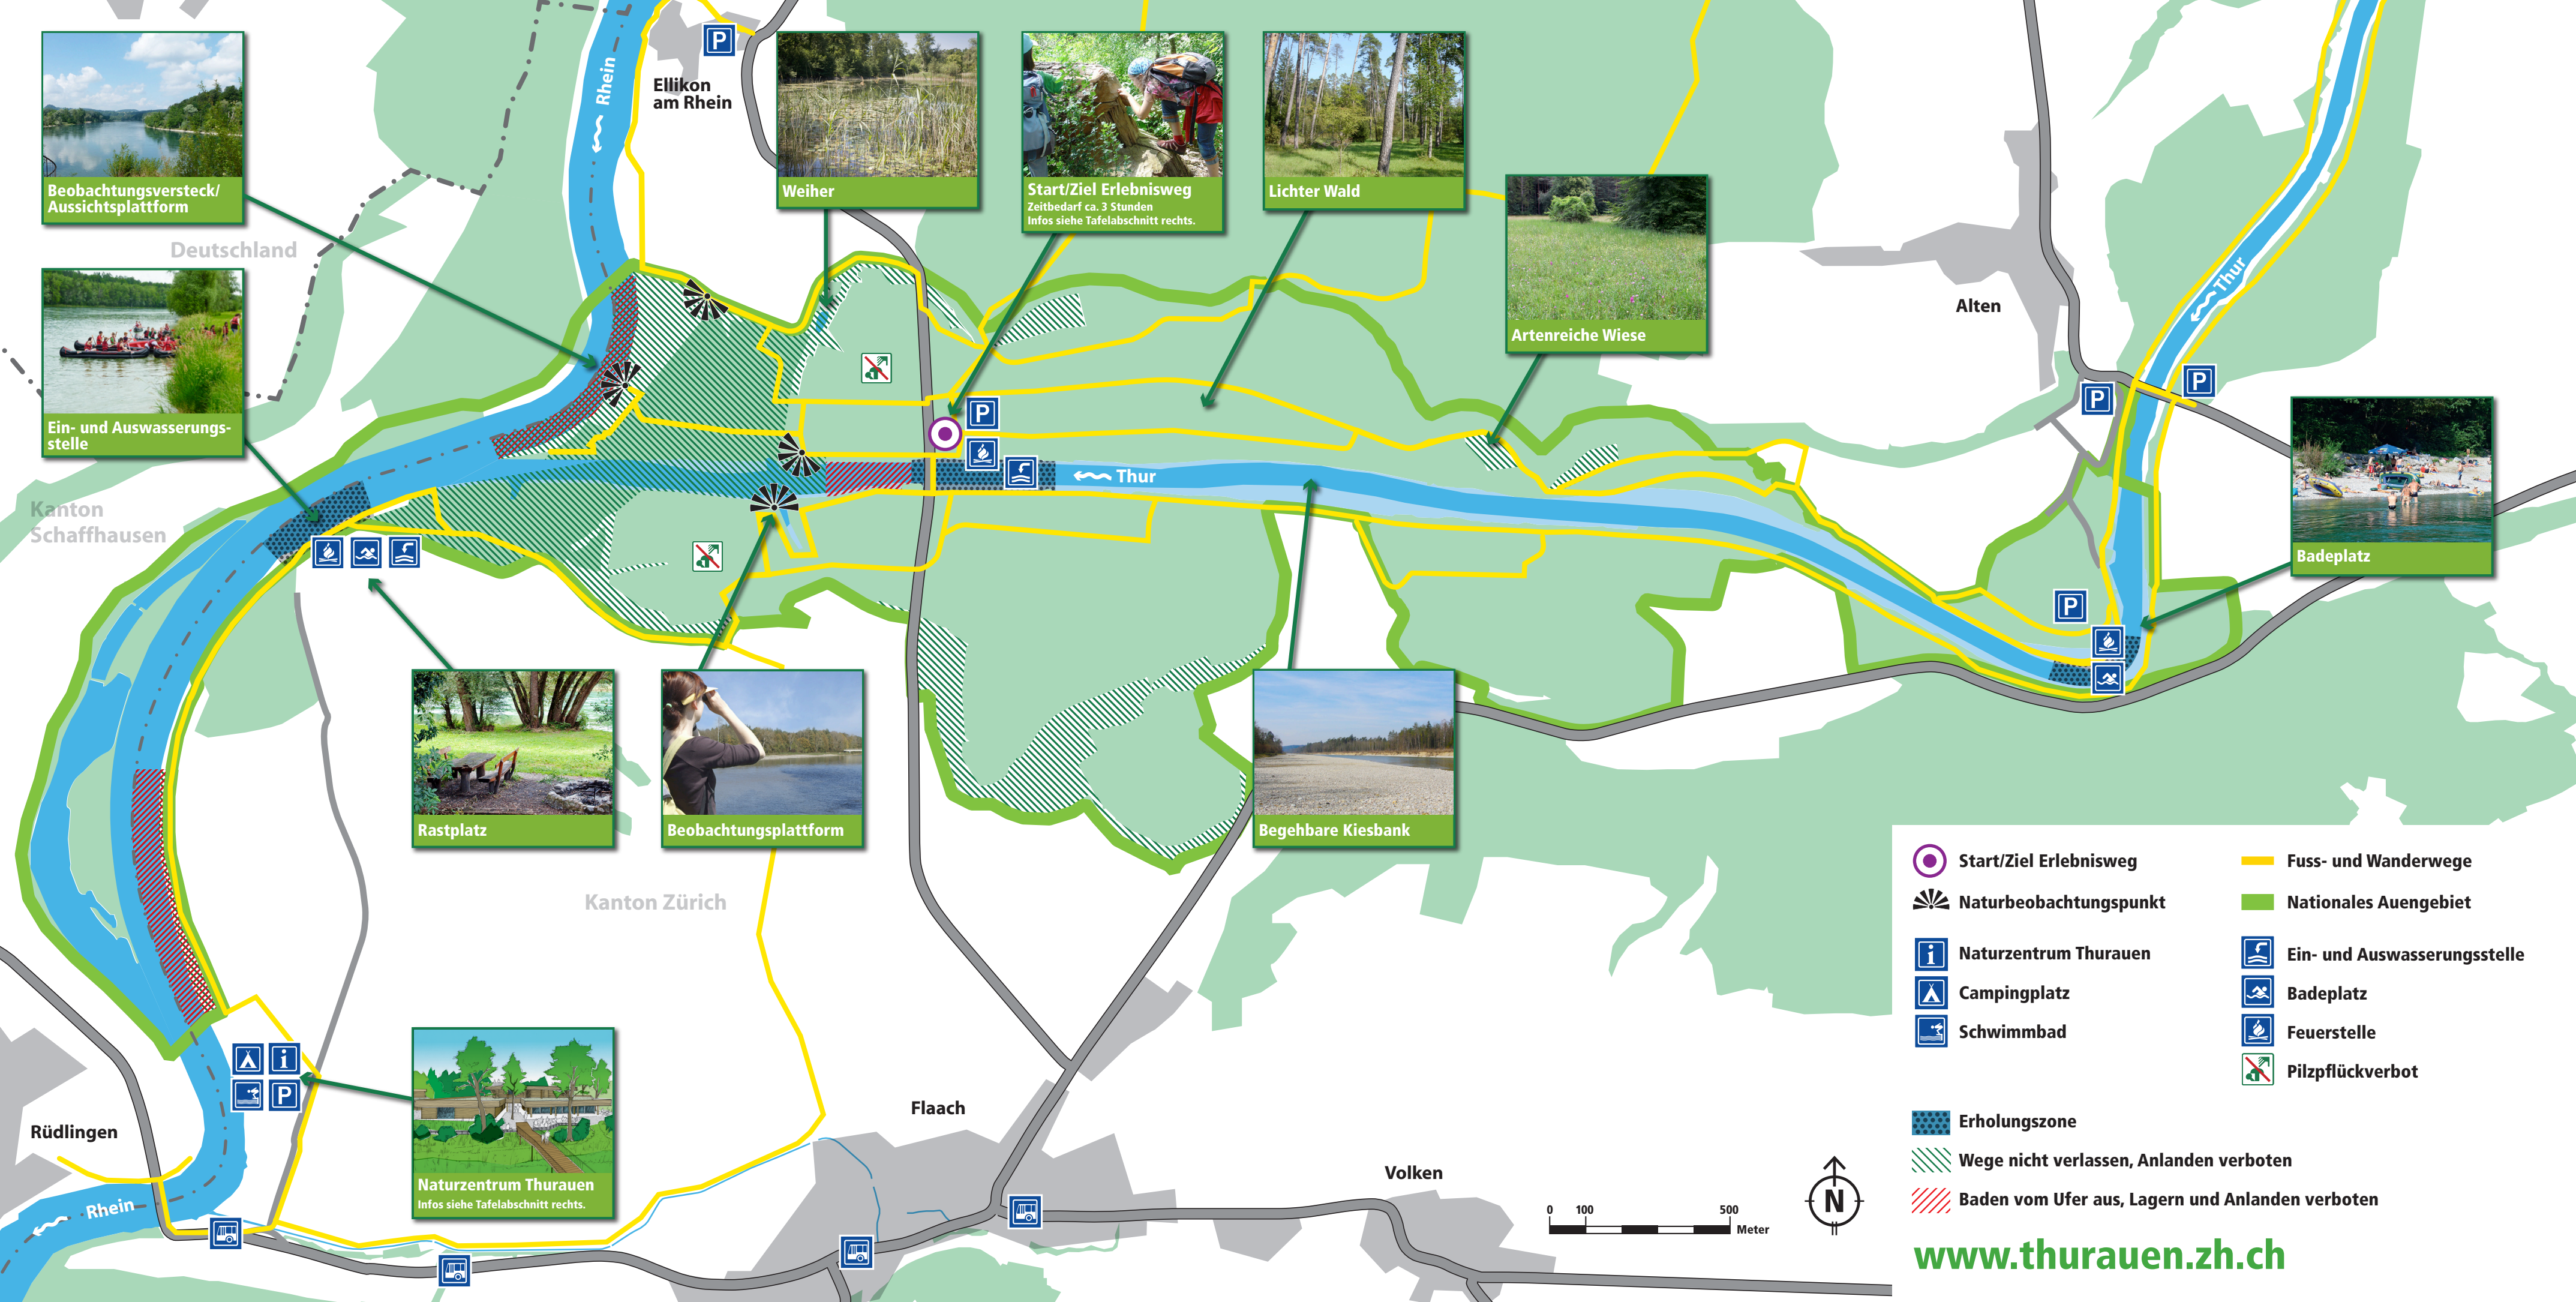 Rhein
P
Ellikon
am Rhein
Beobachtungsversteck/
Aussichtsplattform
Weiher
Start/Ziel Erlebnisweg
Zeitbedarf ca. 3 Stunden
Infos siehe Tafelabschnitt rechts.
Lichter Wald
Artenreiche Wiese
Deutschland
Thur
Alten
Ein- und Auswasserungs-
stelle
P
P
P
Badeplatz
Thur
Kanton
Schaffhausen
P
Rastplatz
Beobachtungsplattform
Begehbare Kiesbank
Kanton Zürich
i
P
Naturzentrum Thurauen
Infos siehe Tafelabschnitt rechts.
Rüdlingen
Rhein
Flaach
Volken
0 100 500
Meter
N
Start/Ziel Erlebnisweg
Naturbeobachtungspunkt
i Naturzentrum Thurauen
Campingplatz
Schwimmbad
Fuss- und Wanderwege
Nationales Auengebiet
Ein- und Auswasserungsstelle
Badeplatz
Feuerstelle
Pilzpflückverbot
Erholungszone
Wege nicht verlassen, Anlanden verboten
Baden vom Ufer aus, Lagern und Anlanden verboten
www.thurauen.zh.ch